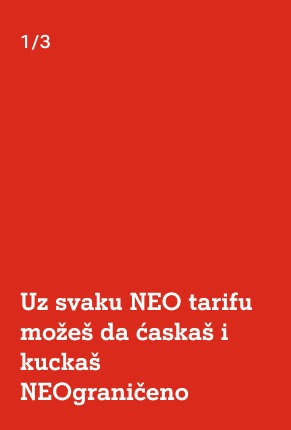 1/3
Uz svaku NEO tarifu
možeš da ćaskaš i
kuckaš
NEOgraničeno